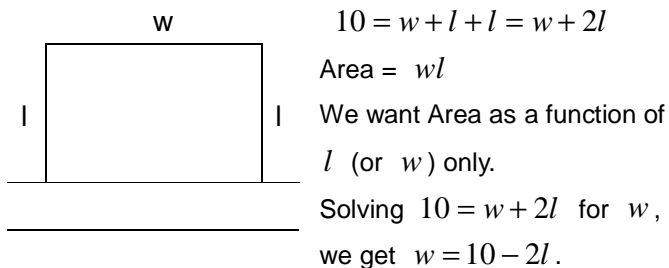 w
10 = w + l + l = w + 2l
Area = wl
l l We want Area as a function of
l (or w) only.
Solving 10 = w + 2l for w,
we get w = 10 − 2l.